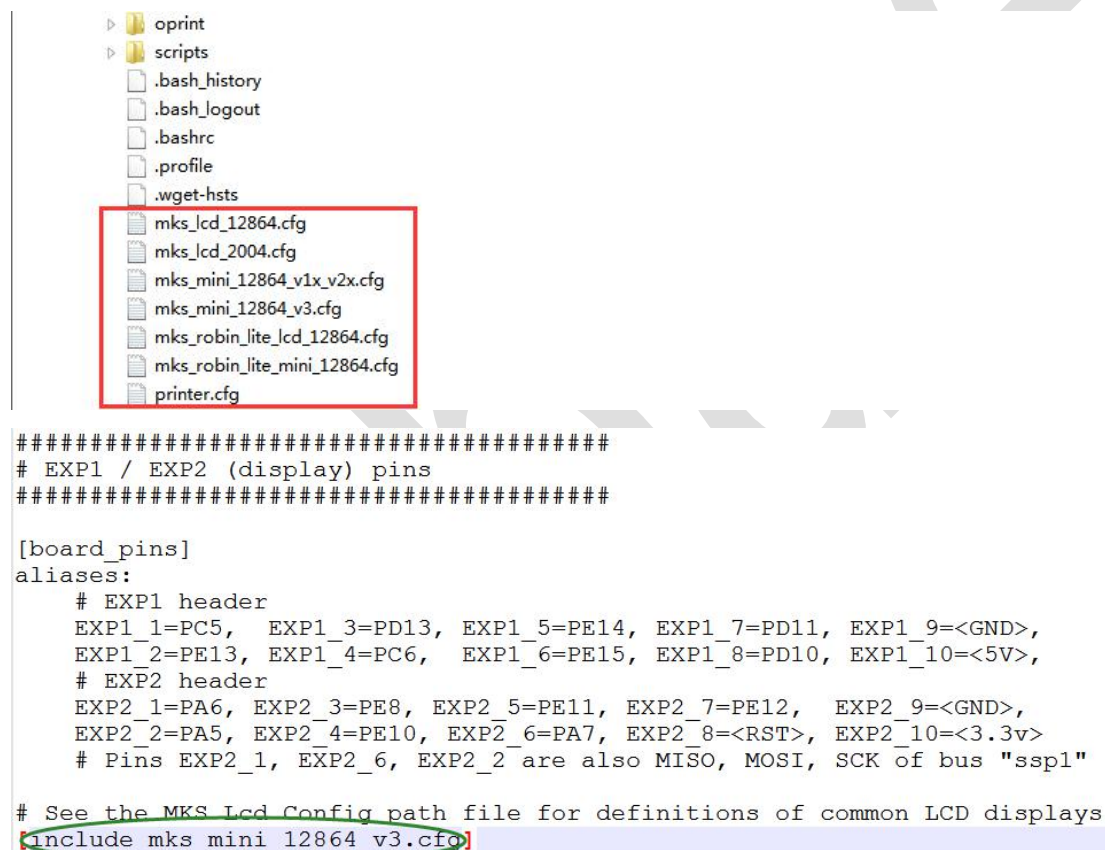 oprint
scripts
.bash_history
.bash_logout
.bashrc
.profile
.wget-hsts
mks_lcd_12864.cfg
mks_lcd_2004.cfg
mks_mini_12864_v1x_v2x.cfg
mks_mini_12864_v3.cfg
mks_robin_lite_lcd_12864.cfg
mks_robin_lite_mini_12864.cfg
printer.cfg
########################################
# EXP1 / EXP2 (display) pins
########################################
[board_pins]
aliases:
# EXP1 header
EXP1_1=PC5, EXP1_3=PD13, EXP1_5=PE14, EXP1_7=PD11, EXP1_9=<GND>,
EXP1_2=PE13, EXP1_4=PC6, EXP1_6=PE15, EXP1_8=PD10, EXP1_10=<5V>,
# EXP2 header
EXP2_1=PA6, EXP2_3=PE8, EXP2_5=PE11, EXP2_7=PE12, EXP2_9=<GND>,
EXP2_2=PA5, EXP2_4=PE10, EXP2_6=PA7, EXP2_8=<RST>, EXP2_10=<3.3v>
# Pins EXP2_1, EXP2_6, EXP2_2 are also MISO, MOSI, SCK of bus "ssp1"
# See the MKS Lcd Config path file for definitions of common LCD displays
[include mks_mini_12864_v3.cfg]